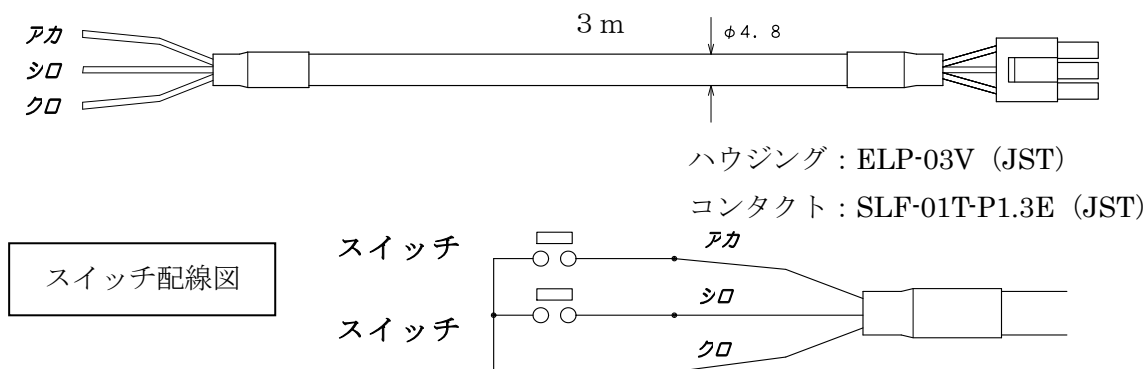 アカ
シロ
クロ
3m
φ4.8
ハウジング：ELP-03V（JST）
コンタクト：SLF-01T-P1.3E（JST）
スイッチ配線図
スイッチ
アカ
スイッチ
シロ
クロ